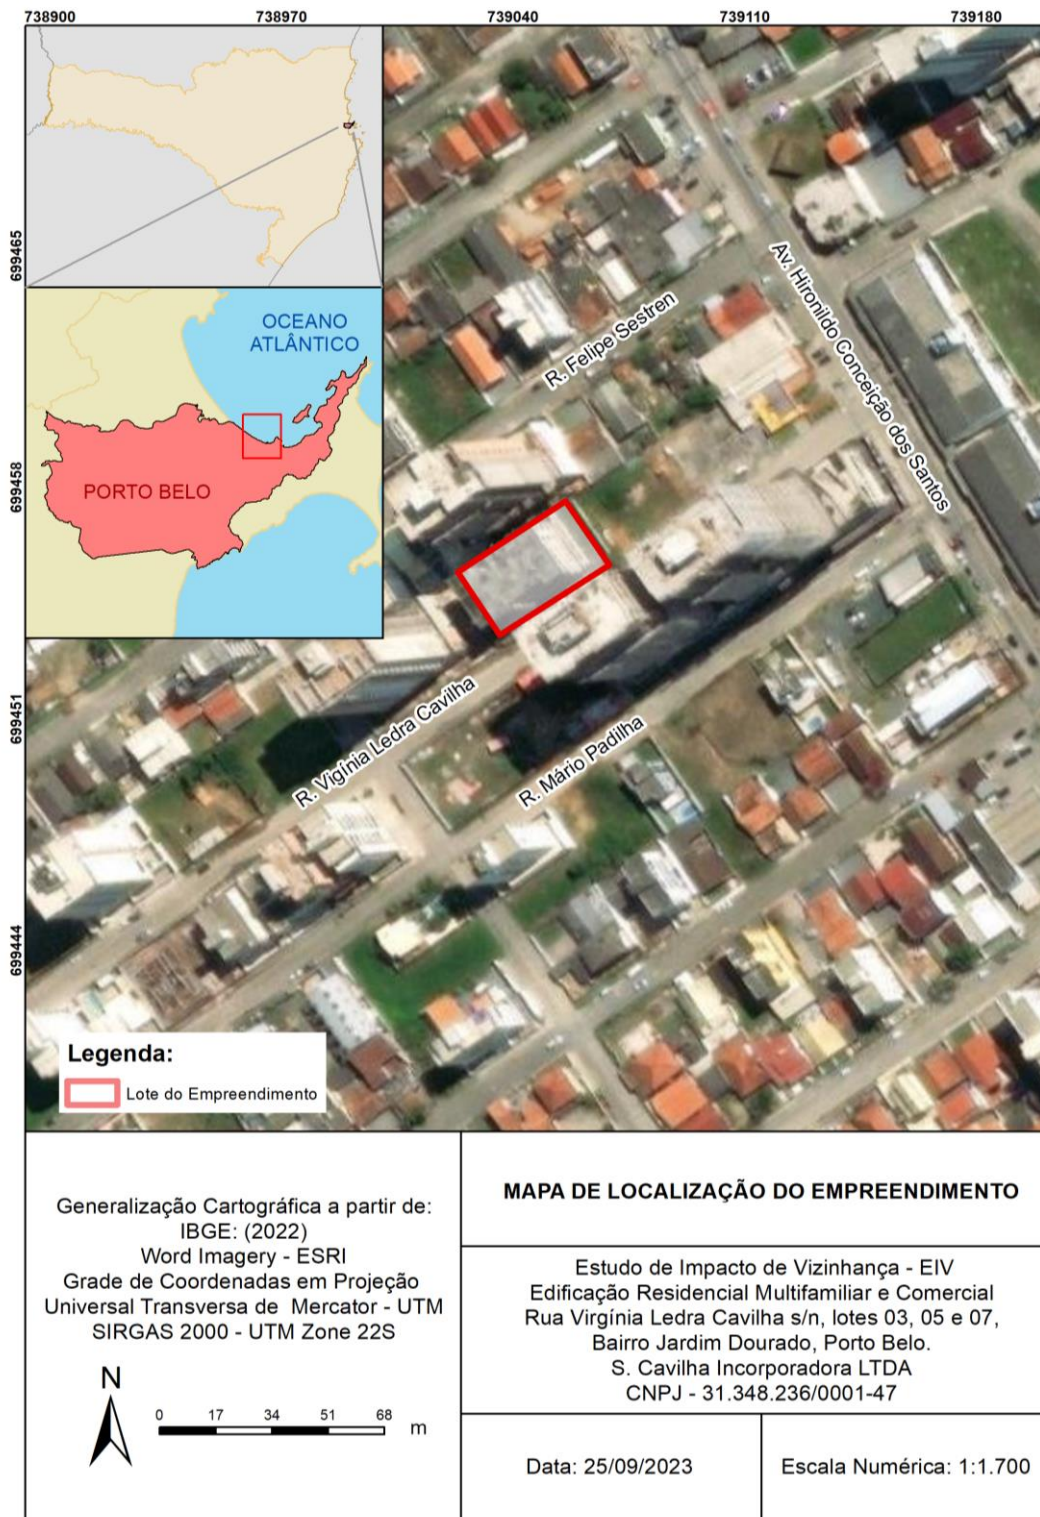 738900
738970
739040
739110
739180
699465
699458
699451
699444
OCEANO
ATLÂNTICO
PORTO BELO
Av. Hironildo Conceição dos Santos
R. Felipe Sestren
R. Vigínia Ledra Cavilha
R. Mário Padilha
Legenda:
Lote do Empreendimento
Generalização Cartográfica a partir de:
IBGE: (2022)
Word Imagery - ESRI
Grade de Coordenadas em Projeção
Universal Transversa de Mercator - UTM
SIRGAS 2000 - UTM Zone 22S
N
0 17 34 51 68 m
MAPA DE LOCALIZAÇÃO DO EMPREENDIMENTO
Estudo de Impacto de Vizinhança - EIV
Edificação Residencial Multifamiliar e Comercial
Rua Virgínia Ledra Cavilha s/n, lotes 03, 05 e 07,
Bairro Jardim Dourado, Porto Belo.
S. Cavilha Incorporadora LTDA
CNPJ - 31.348.236/0001-47
Data: 25/09/2023
Escala Numérica: 1:1.700